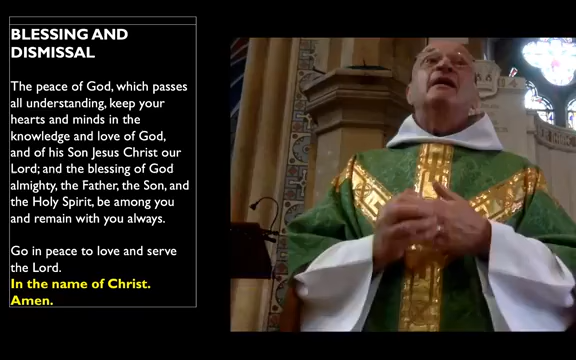 BLESSING AND
DISMISSAL
The peace of God, which passes
all understanding, keep your
hearts and minds in the
knowledge and love of God,
and of his Son Jesus Christ our
Lord; and the blessing of God
almighty, the Father, the Son, and
the Holy Spirit, be among you
and remain with you always.
Go in peace to love and serve
the Lord.
In the name of Christ.
Amen.